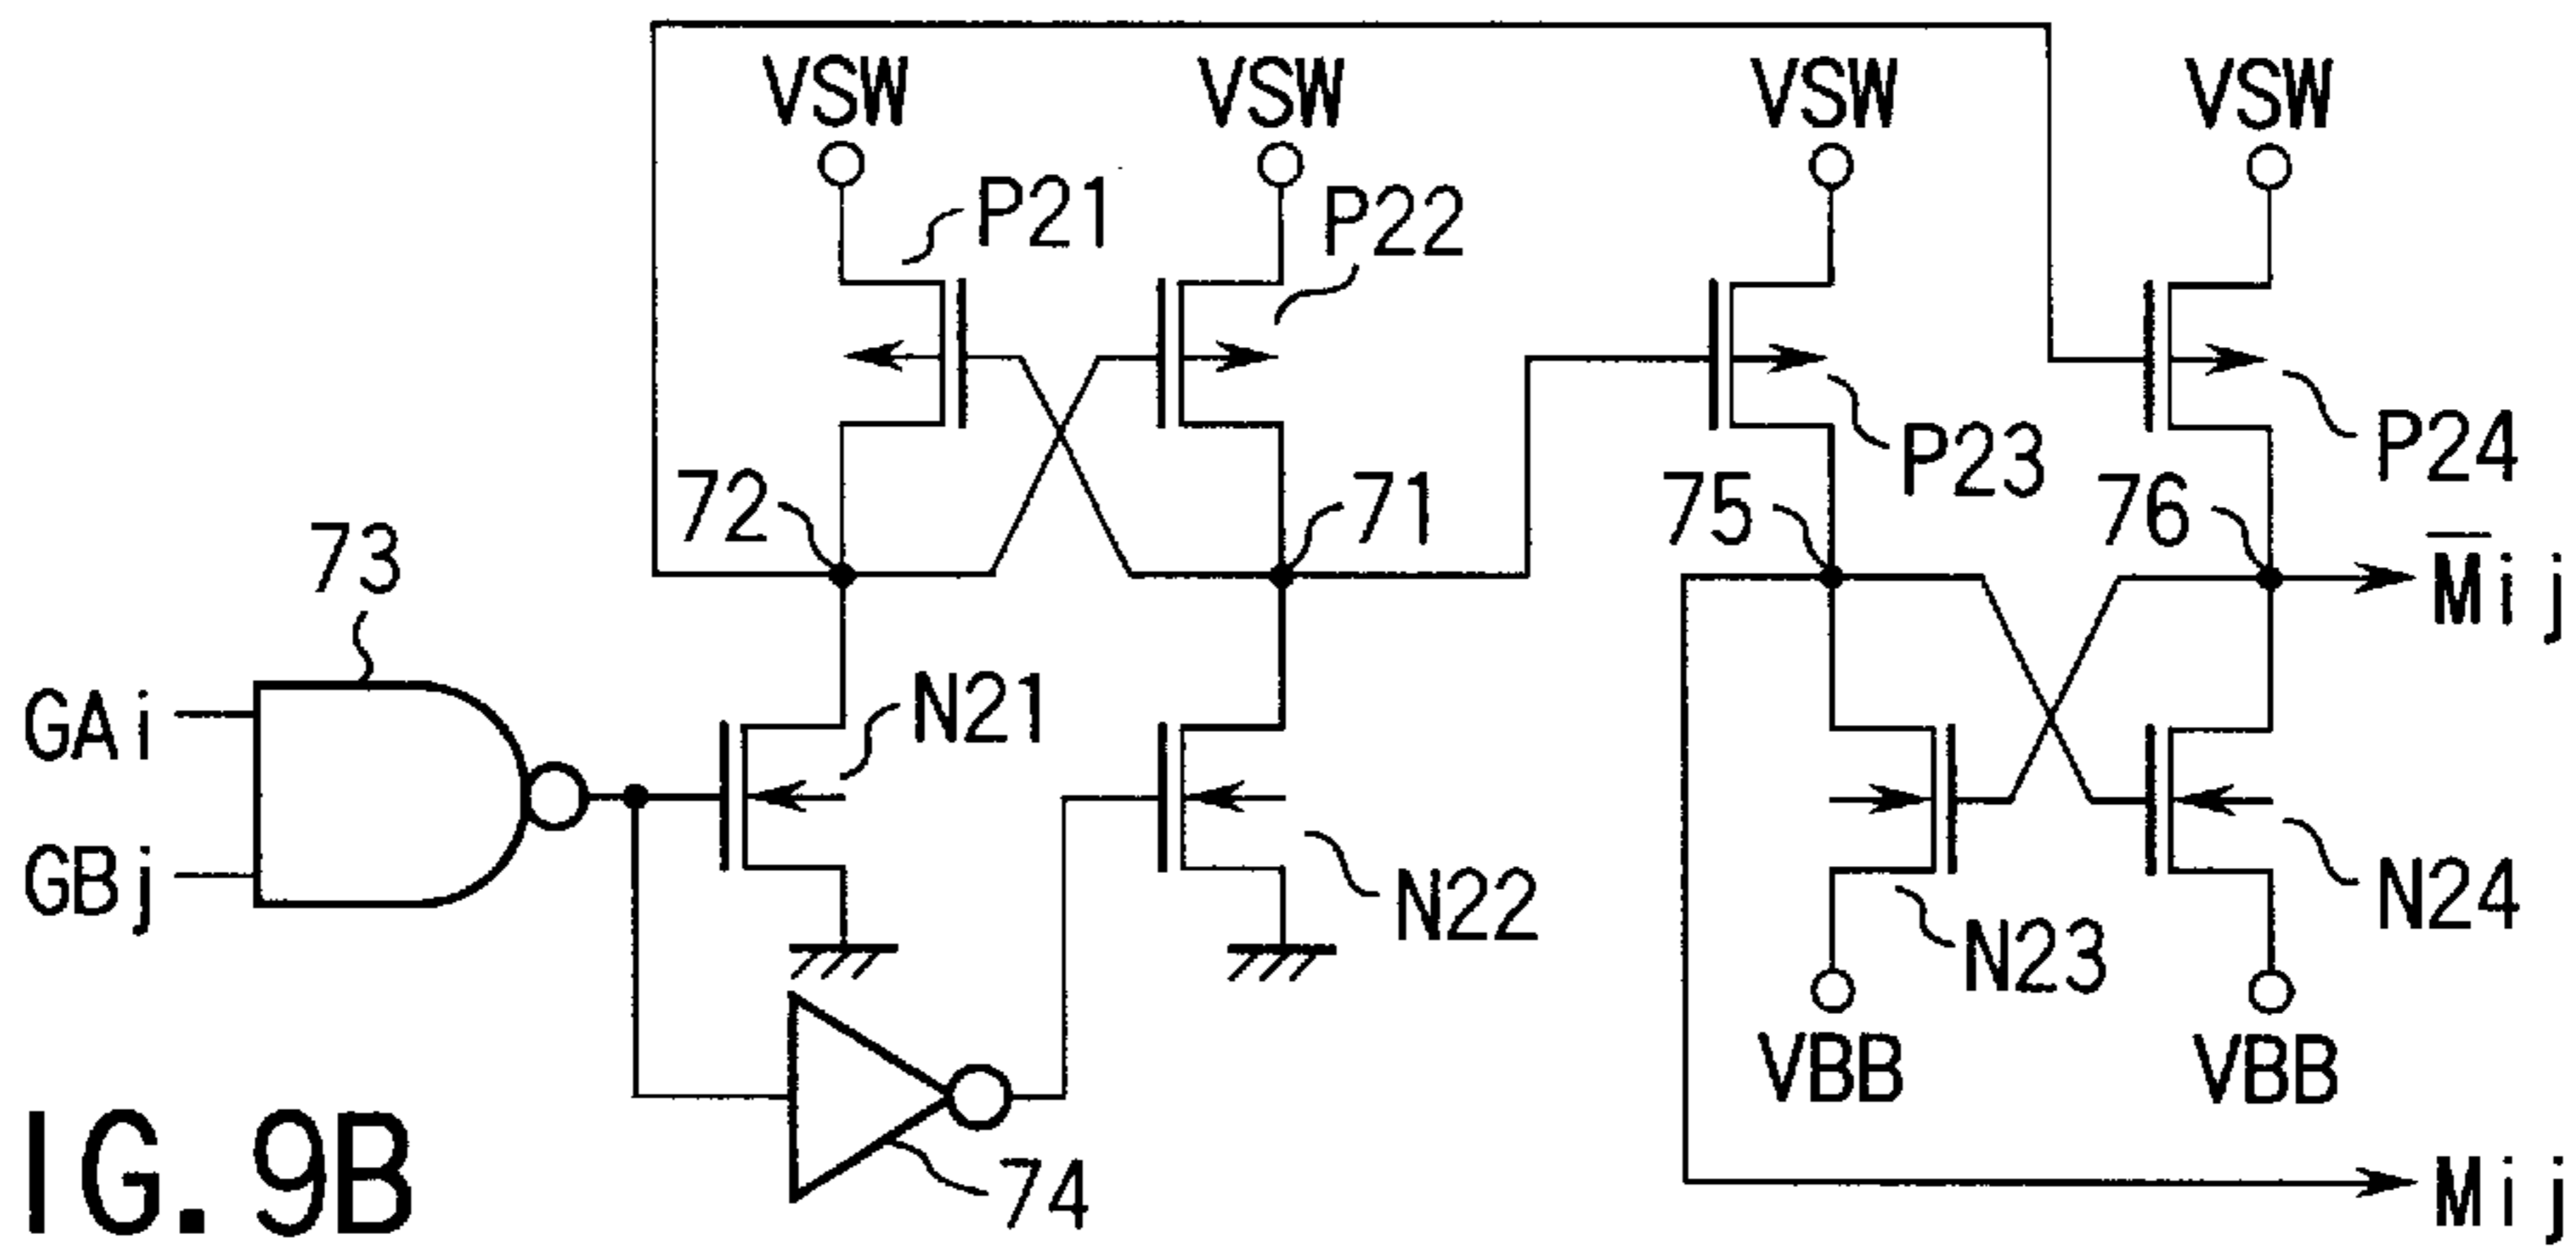 VSW VSW VSW VSW
P21 P22
P23 P24
72 71 75 76
73
M̅ij
GAi
N21
GBj
N22 N23 N24
VBB VBB
74
Mij
IG. 9B